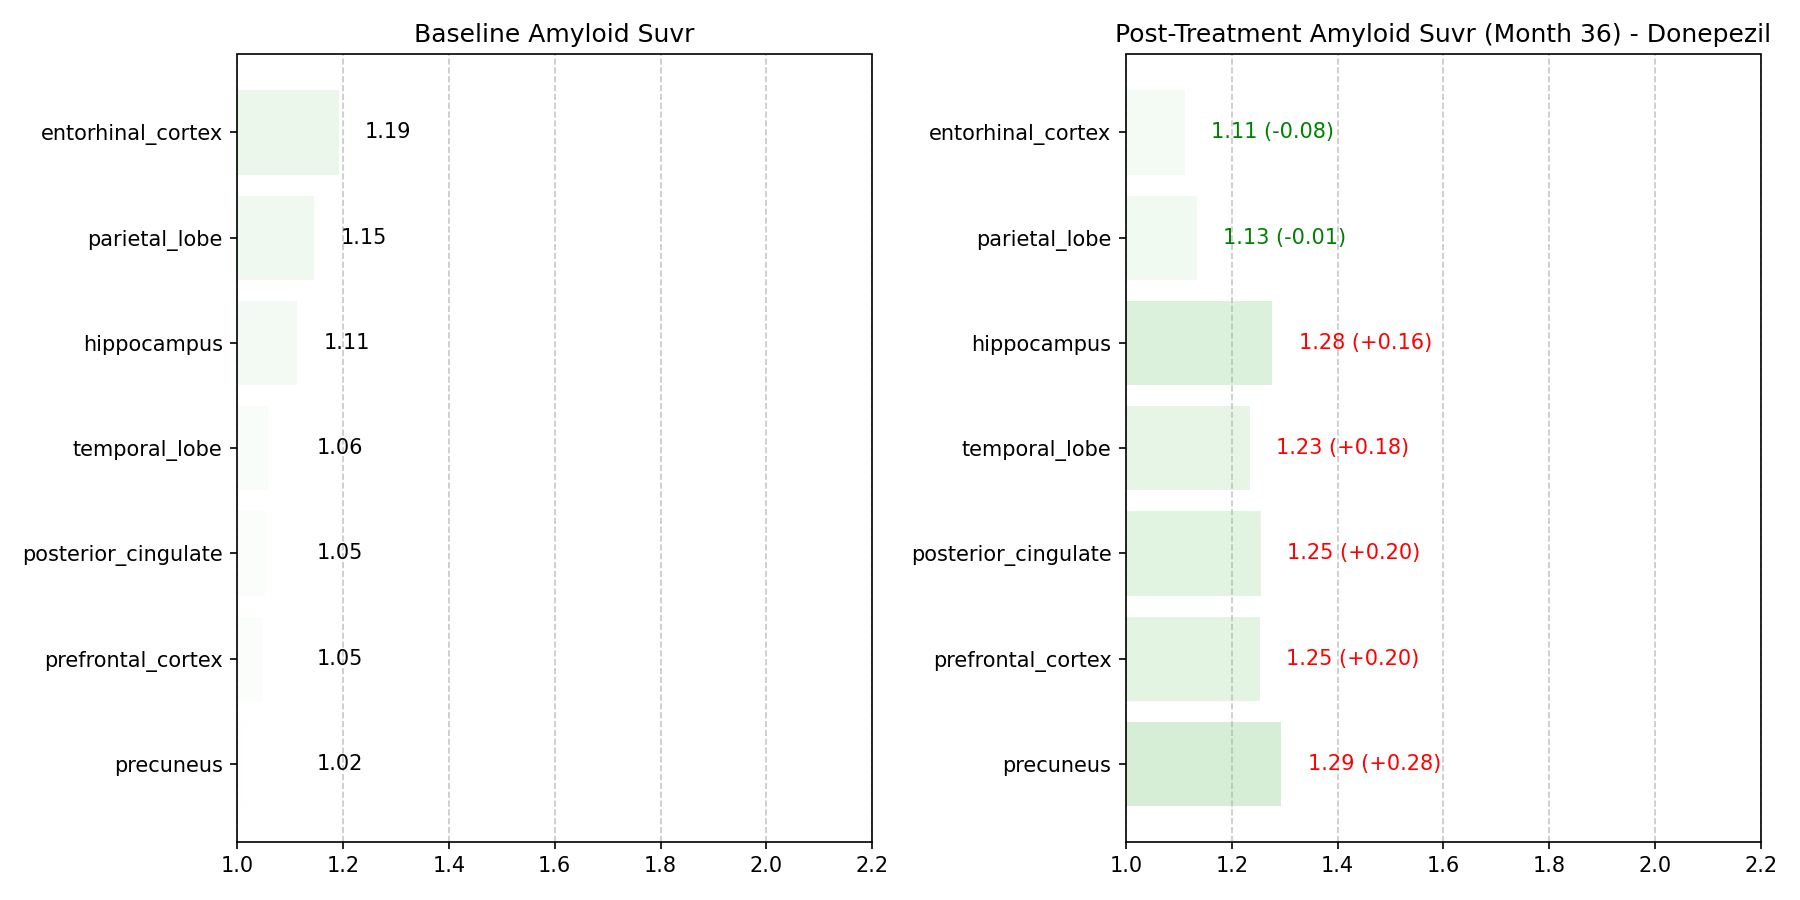 Baseline Amyloid Suvr
entorhinal_cortex 1.19
parietal_lobe 1.15
hippocampus 1.11
temporal_lobe 1.06
posterior_cingulate 1.05
prefrontal_cortex 1.05
precuneus 1.02
1.0 1.2 1.4 1.6 1.8 2.0 2.2
Post-Treatment Amyloid Suvr (Month 36) - Donepezil
entorhinal_cortex 1.11 (-0.08)
parietal_lobe 1.13 (-0.01)
hippocampus 1.28 (+0.16)
temporal_lobe 1.23 (+0.18)
posterior_cingulate 1.25 (+0.20)
prefrontal_cortex 1.25 (+0.20)
precuneus 1.29 (+0.28)
1.0 1.2 1.4 1.6 1.8 2.0 2.2